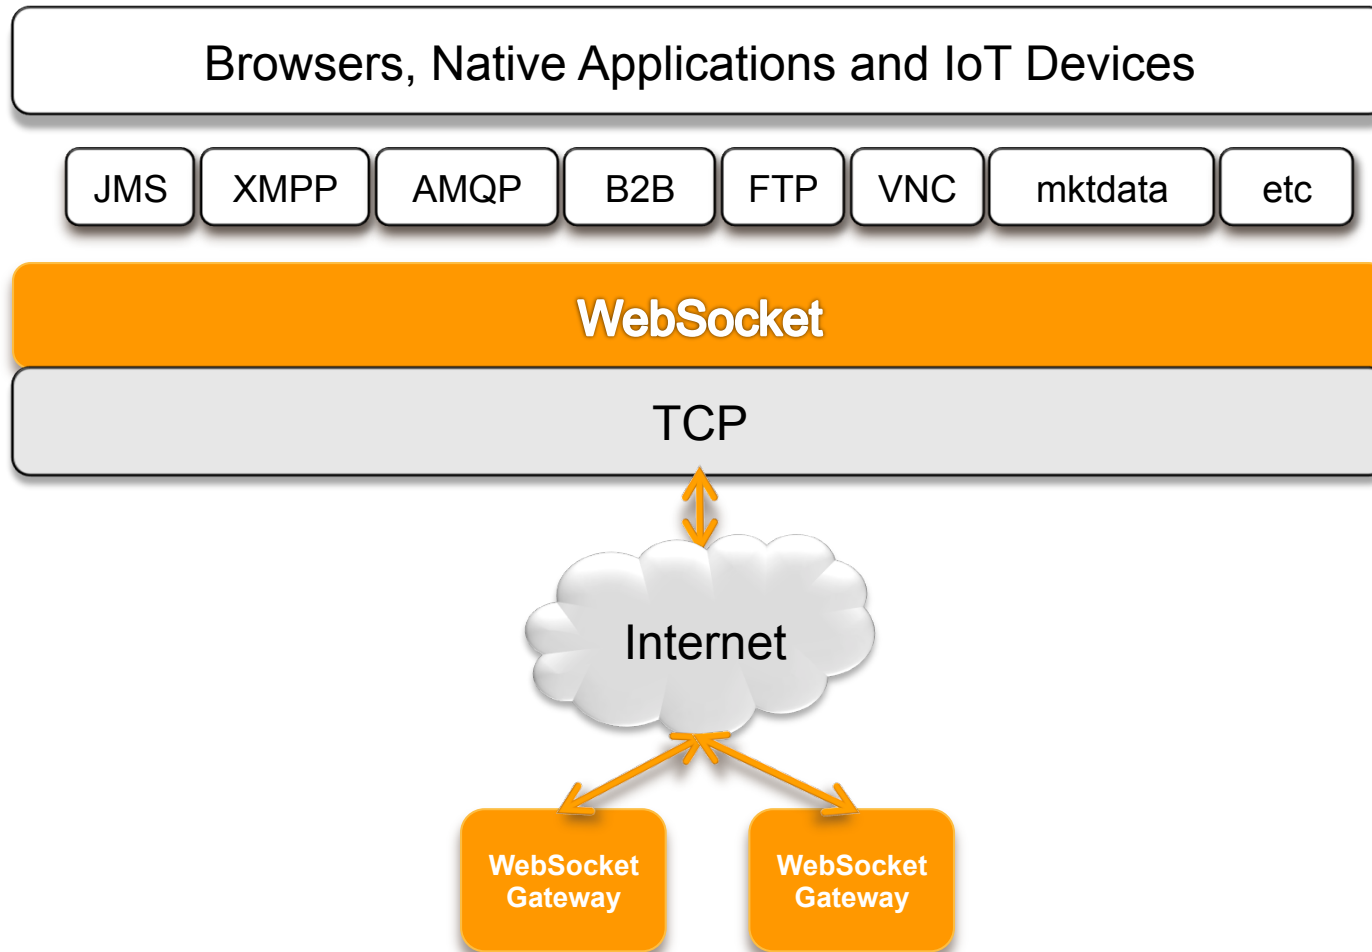 Browsers, Native Applications and IoT Devices
JMS
XMPP
AMQP
B2B
FTP
VNC
mktdata
etc
WebSocket
TCP
Internet
WebSocket
Gateway
WebSocket
Gateway